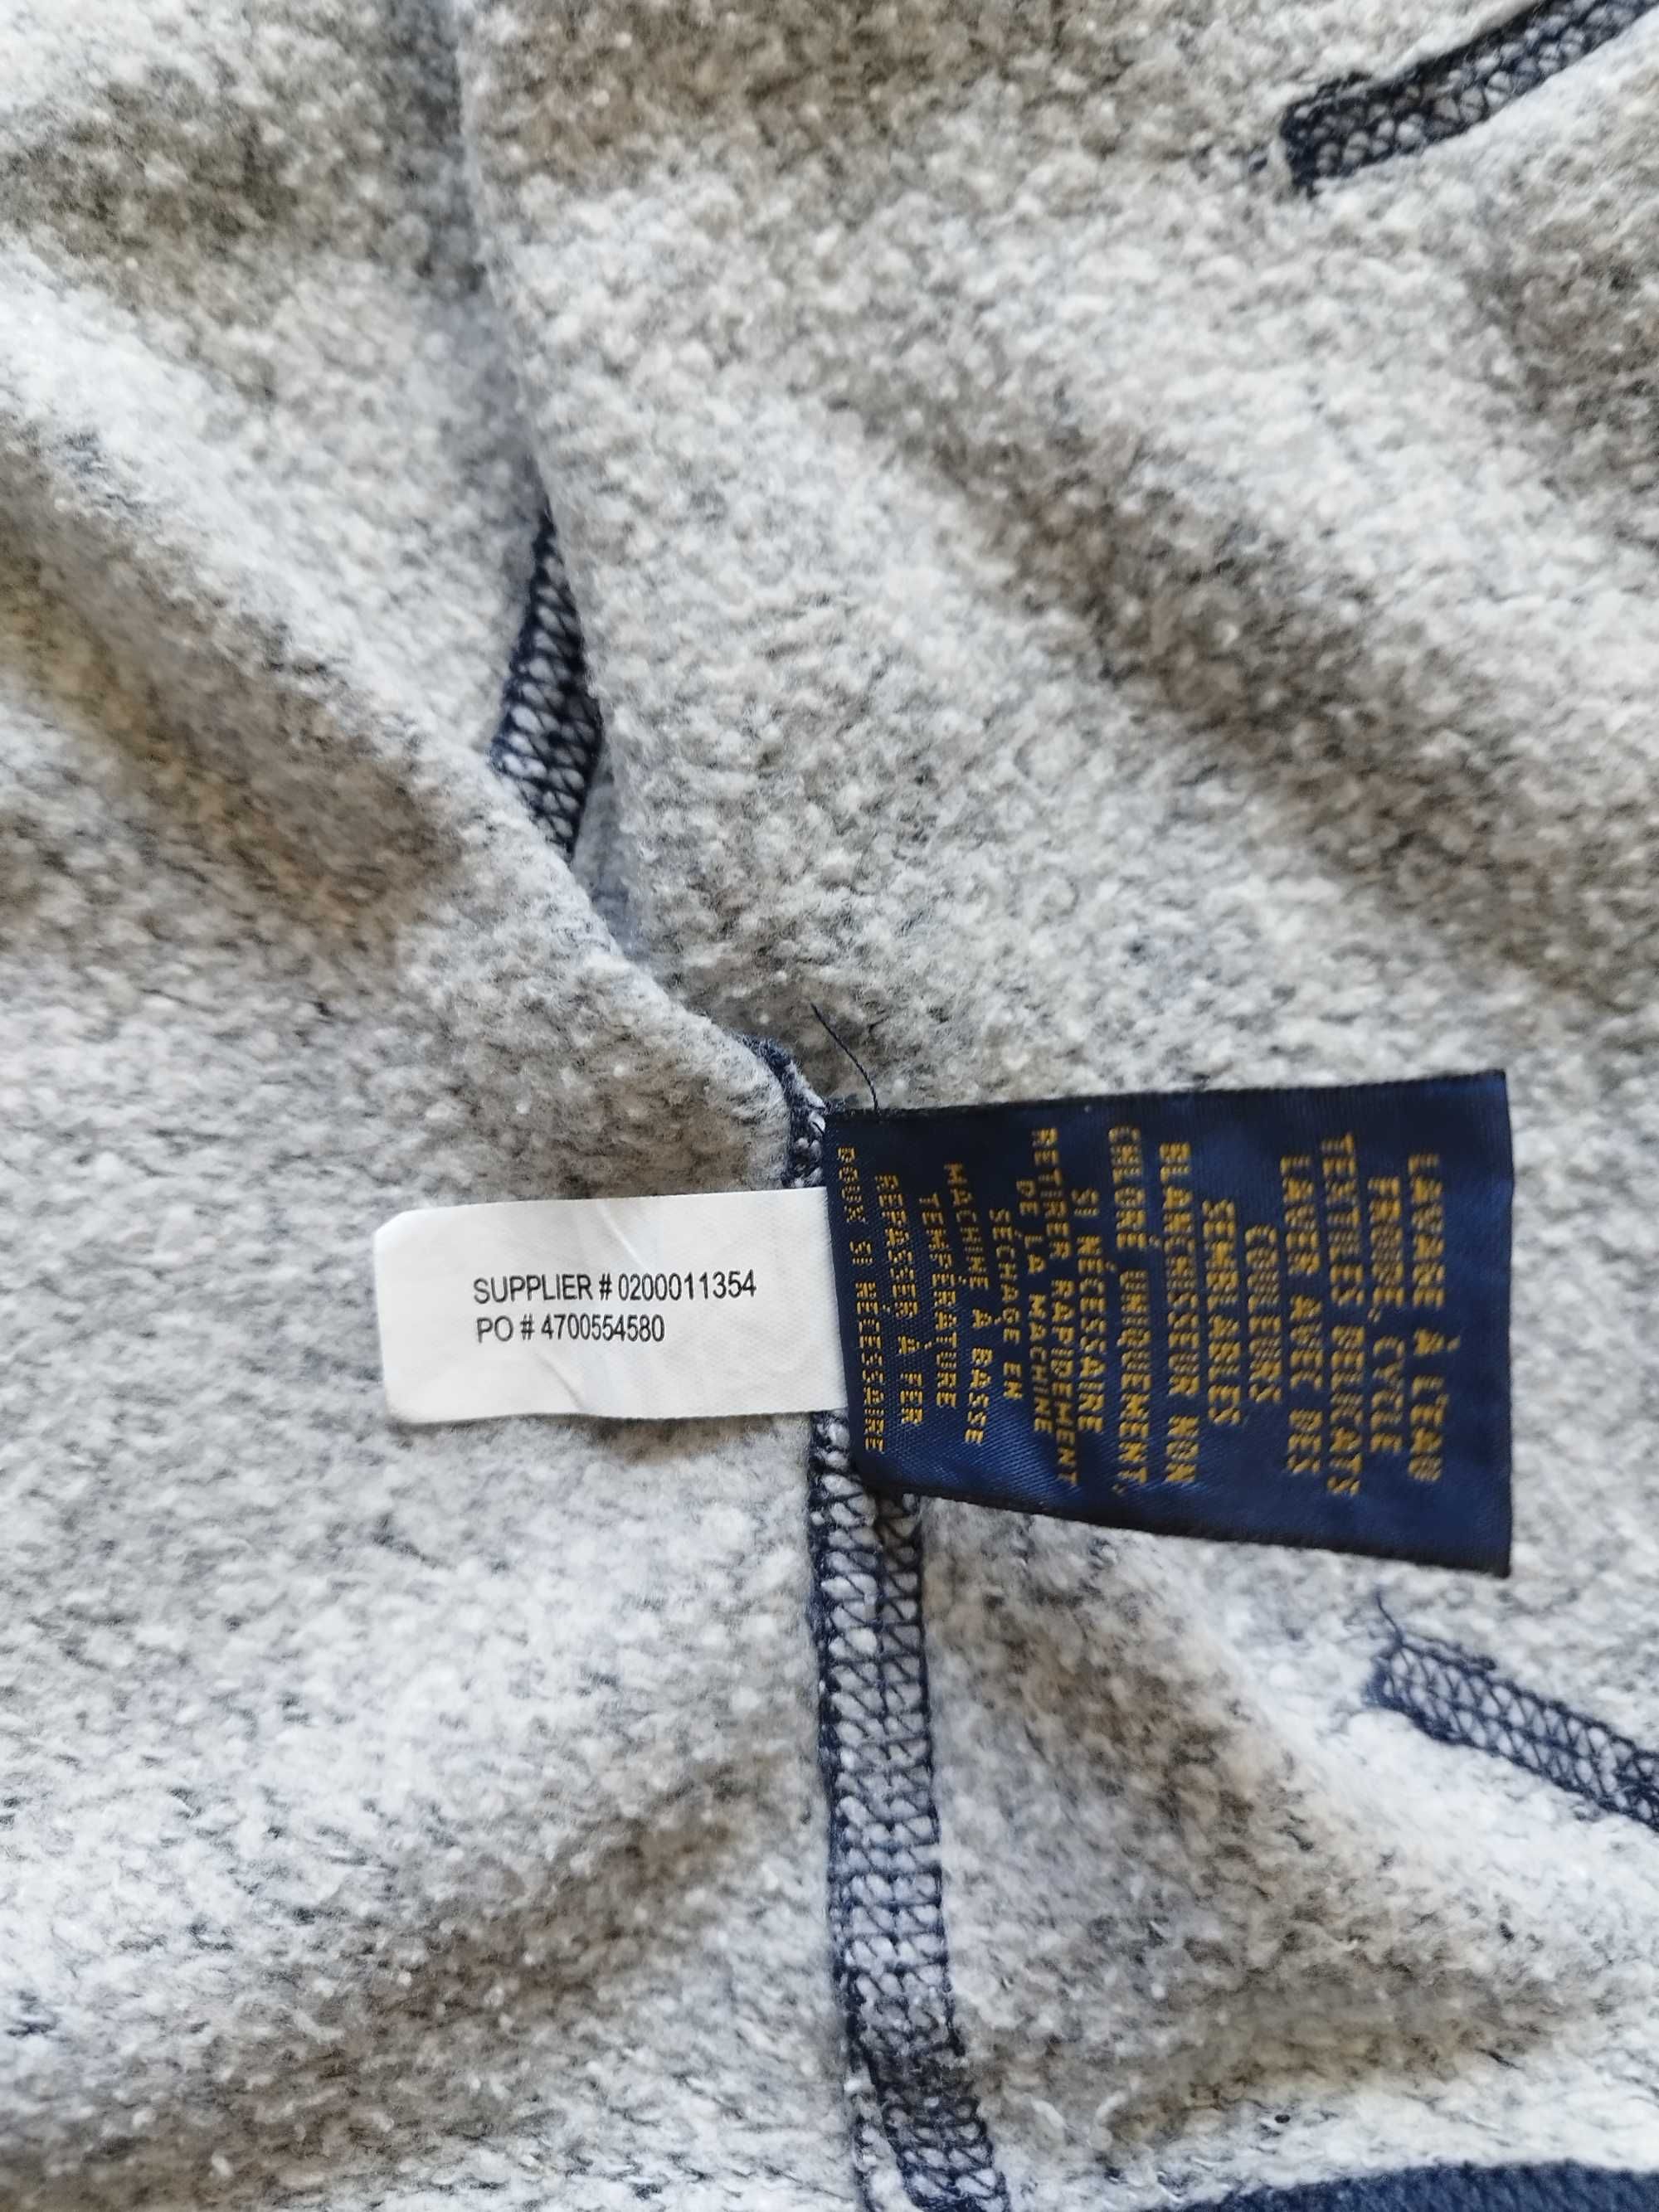 SUPPLIER # 0200011354
PO # 4700554580
LAVAGE À L'EAU
FROIDE, CYCLE
TEXTILES DELICATS
LAVER AVEC DES
COULEURS
SEMBLABLES
BLANCHISSEUR NON
CHLORÉ UNIQUEMENT,
SI NÉCESSAIRE
RETIRER RAPIDEMENT
DE LA MACHINE
SÉCHAGE EN
MACHINE À BASSE
TEMPÉRATURE
REPASSER À FER
DOUX SI NÉCESSAIRE